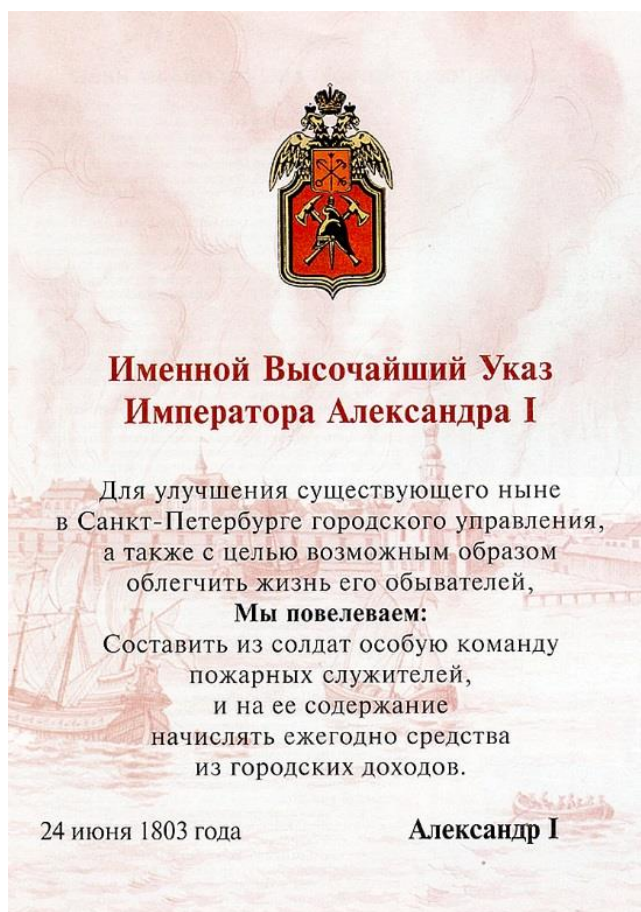 Именной Высочайший Указ
Императора Александра I
Для улучшения существующего ныне
в Санкт-Петербурге городского управления,
а также с целью возможным образом
облегчить жизнь его обывателей,
Мы повелеваем:
Составить из солдат особую команду
пожарных служителей,
и на ее содержание
начислять ежегодно средства
из городских доходов.
24 июня 1803 года Александр I